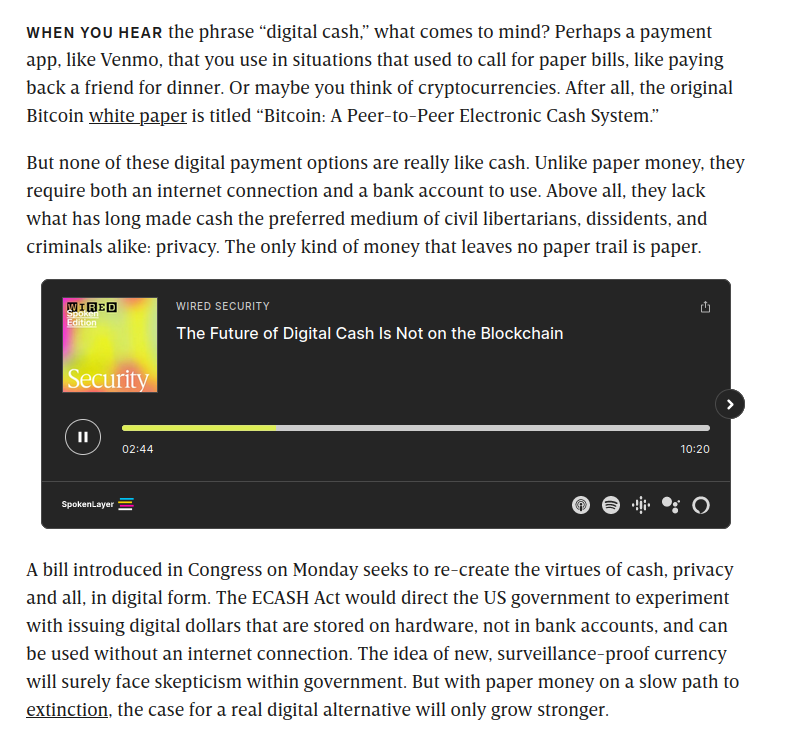 WHEN YOU HEAR the phrase “digital cash,” what comes to mind? Perhaps a payment
app, like Venmo, that you use in situations that used to call for paper bills, like paying
back a friend for dinner. Or maybe you think of cryptocurrencies. After all, the original
Bitcoin white paper is titled “Bitcoin: A Peer-to-Peer Electronic Cash System.”
But none of these digital payment options are really like cash. Unlike paper money, they
require both an internet connection and a bank account to use. Above all, they lack
what has long made cash the preferred medium of civil libertarians, dissidents, and
criminals alike: privacy. The only kind of money that leaves no paper trail is paper.
WIRED
Spoken
Edition
Security
WIRED SECURITY
The Future of Digital Cash Is Not on the Blockchain
02:44
10:20
SpokenLayer
A bill introduced in Congress on Monday seeks to re-create the virtues of cash, privacy
and all, in digital form. The ECASH Act would direct the US government to experiment
with issuing digital dollars that are stored on hardware, not in bank accounts, and can
be used without an internet connection. The idea of new, surveillance-proof currency
will surely face skepticism within government. But with paper money on a slow path to
extinction, the case for a real digital alternative will only grow stronger.